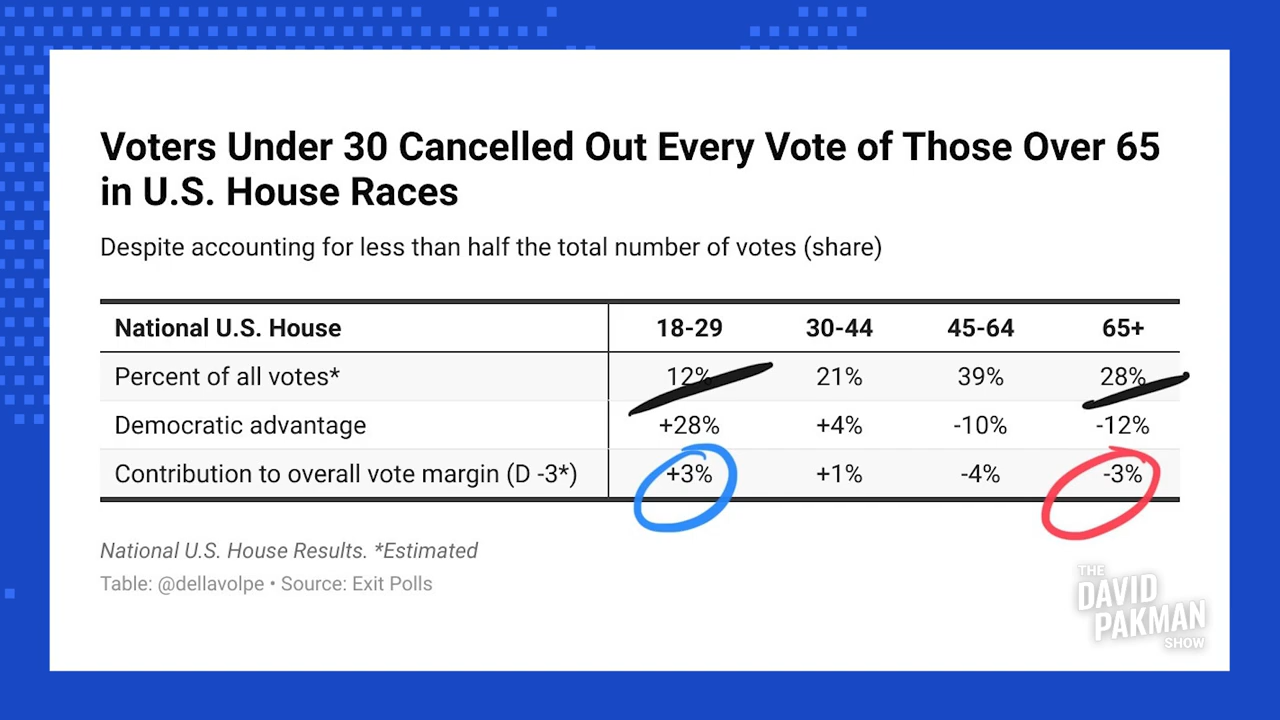 Voters Under 30 Cancelled Out Every Vote of Those Over 65
in U.S. House Races
Despite accounting for less than half the total number of votes (share)
National U.S. House 18-29 30-44 45-64 65+
Percent of all votes* 12% 21% 39% 28%
Democratic advantage +28% +4% -10% -12%
Contribution to overall vote margin (D -3*) +3% +1% -4% -3%
National U.S. House Results. *Estimated
Table: @dellavolpe • Source: Exit Polls
THE
DAVID
PAKMAN
SHOW